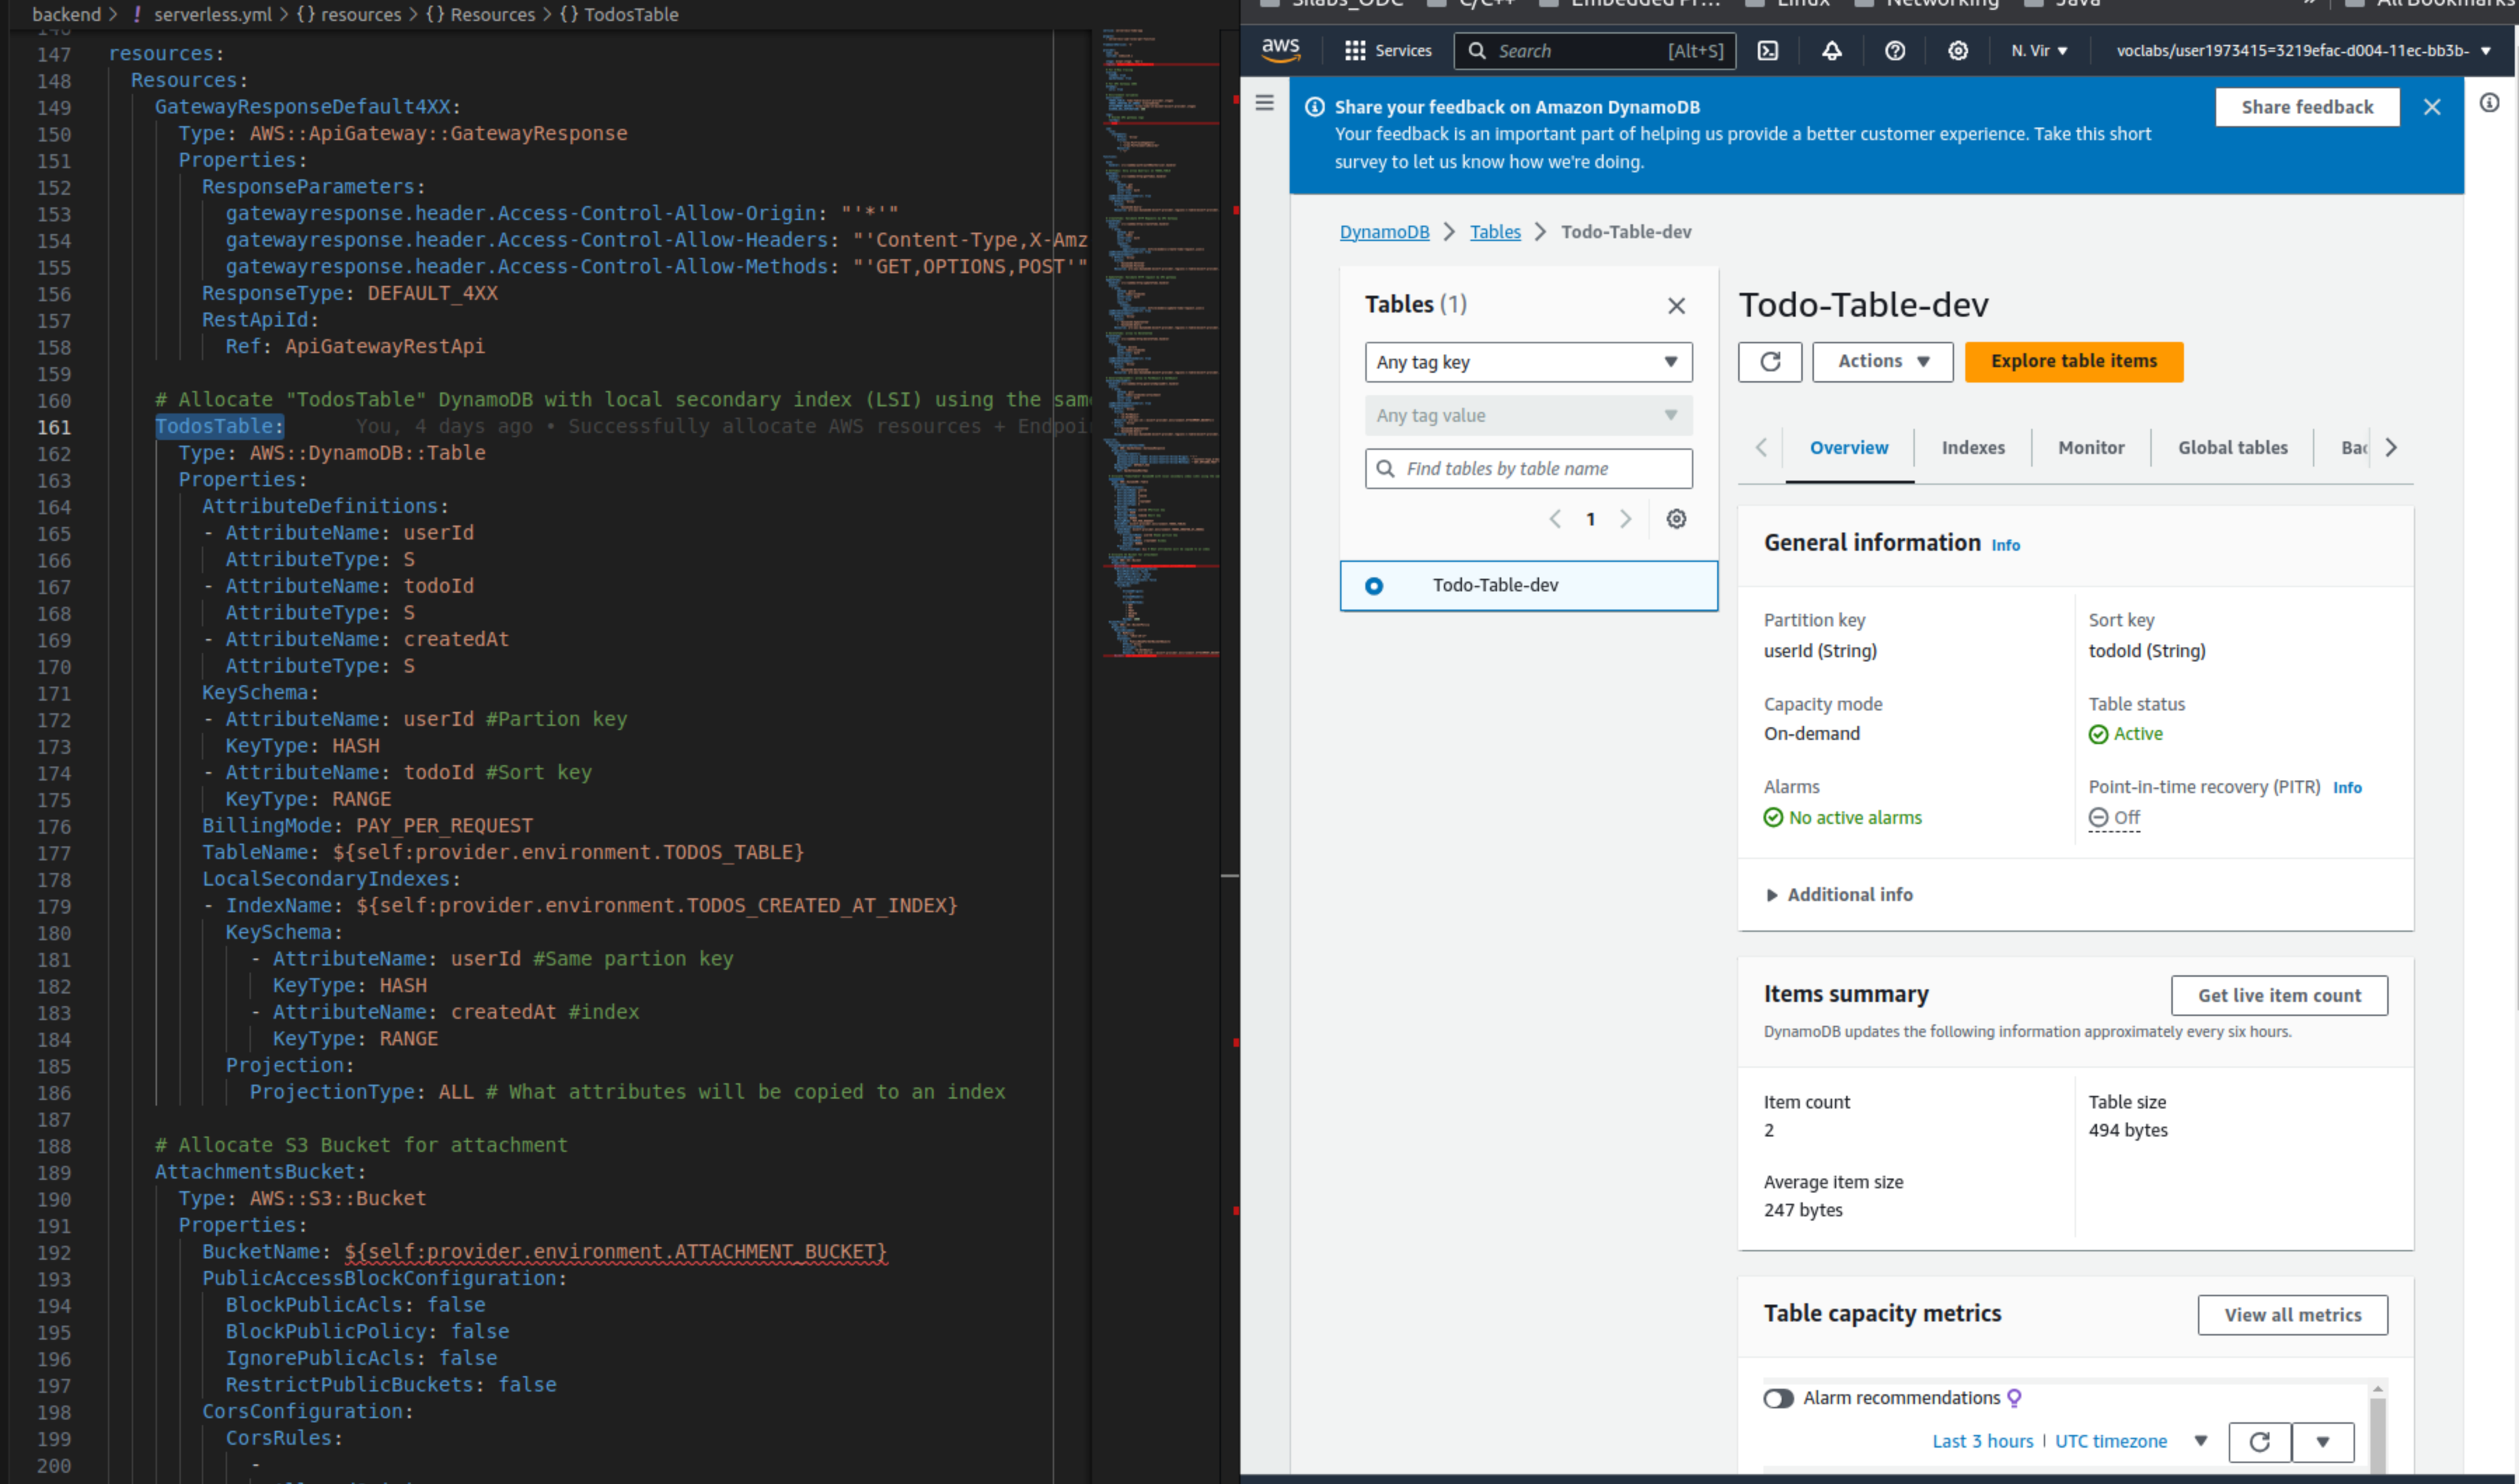 backend > ! serverless.yml > {} resources > {} Resources > {} TodosTable
147 resources:
148 Resources:
149 GatewayResponseDefault4XX:
150 Type: AWS::ApiGateway::GatewayResponse
151 Properties:
152 ResponseParameters:
153 gatewayresponse.header.Access-Control-Allow-Origin: "'*'"
154 gatewayresponse.header.Access-Control-Allow-Headers: "'Content-Type,X-Amz
155 gatewayresponse.header.Access-Control-Allow-Methods: "'GET,OPTIONS,POST'"
156 ResponseType: DEFAULT_4XX
157 RestApiId:
158 Ref: ApiGatewayRestApi
159
160 # Allocate "TodosTable" DynamoDB with local secondary index (LSI) using the same
161 TodosTable: You, 4 days ago • Successfully allocate AWS resources +
162 Type: AWS::DynamoDB::Table
163 Properties:
164 AttributeDefinitions:
165 - AttributeName: userId
166 AttributeType: S
167 - AttributeName: todoId
168 AttributeType: S
169 - AttributeName: createdAt
170 AttributeType: S
171 KeySchema:
172 - AttributeName: userId #Partion key
173 KeyType: HASH
174 - AttributeName: todoId #Sort key
175 KeyType: RANGE
176 BillingMode: PAY_PER_REQUEST
177 TableName: ${self:provider.environment.TODOS_TABLE}
178 LocalSecondaryIndexes:
179 - IndexName: ${self:provider.environment.TODOS_CREATED_AT_INDEX}
180 KeySchema:
181 - AttributeName: userId #Same partion key
182 KeyType: HASH
183 - AttributeName: createdAt #index
184 KeyType: RANGE
185 Projection:
186 ProjectionType: ALL # What attributes will be copied to an index
187
188 # Allocate S3 Bucket for attachment
189 AttachmentsBucket:
190 Type: AWS::S3::Bucket
191 Properties:
192 BucketName: ${self:provider.environment.ATTACHMENT_BUCKET}
193 PublicAccessBlockConfiguration:
194 BlockPublicAcls: false
195 BlockPublicPolicy: false
196 IgnorePublicAcls: false
197 RestrictPublicBuckets: false
198 CorsConfiguration:
199 CorsRules:
200 -
Silabs_ODC C/C++ Embedded Pr... Linux Networking Java » All Bookmarks
aws Services Search [Alt+S] N. Vir voclabs/user1973415=3219efac-d004-11ec-bb3b-
Share your feedback on Amazon DynamoDB
Your feedback is an important part of helping us provide a better customer experience. Take this short
survey to let us know how we're doing.
Share feedback
DynamoDB > Tables > Todo-Table-dev
Tables (1)
Any tag key
Any tag value
Find tables by table name
1
Todo-Table-dev
Todo-Table-dev
Actions Explore table items
Overview Indexes Monitor Global tables
General information Info
Partition key
userId (String)
Sort key
todoId (String)
Capacity mode
On-demand
Table status
Active
Alarms
No active alarms
Point-in-time recovery (PITR) Info
Off
Additional info
Items summary
Get live item count
DynamoDB updates the following information approximately every six hours.
Item count
2
Table size
494 bytes
Average item size
247 bytes
Table capacity metrics
View all metrics
Alarm recommendations
Last 3 hours | UTC timezone